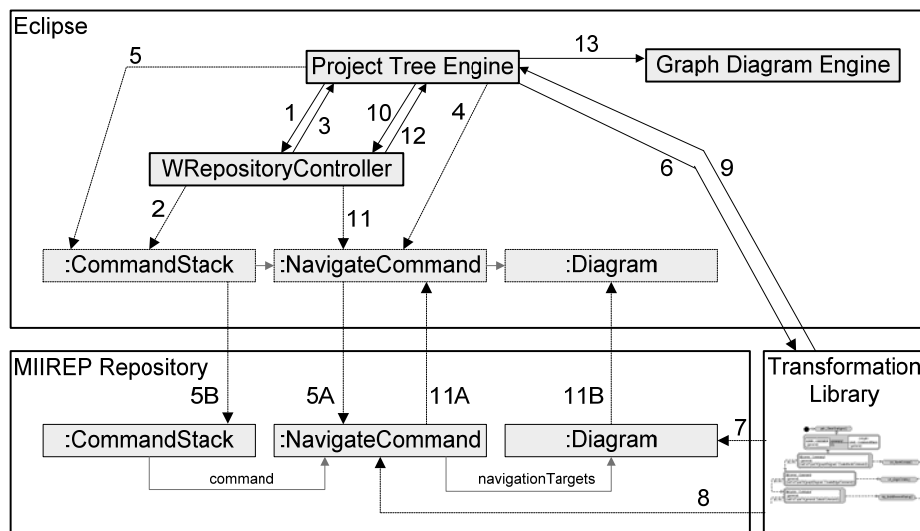 Eclipse
5
Project Tree Engine
13
Graph Diagram Engine
1
3
10
12
4
WRepositoryController
6
9
2
11
:CommandStack
:NavigateCommand
:Diagram
MIIREP Repository
Transformation
Library
5B
5A
11A
11B
7
:CommandStack
:NavigateCommand
:Diagram
command
navigationTargets
8